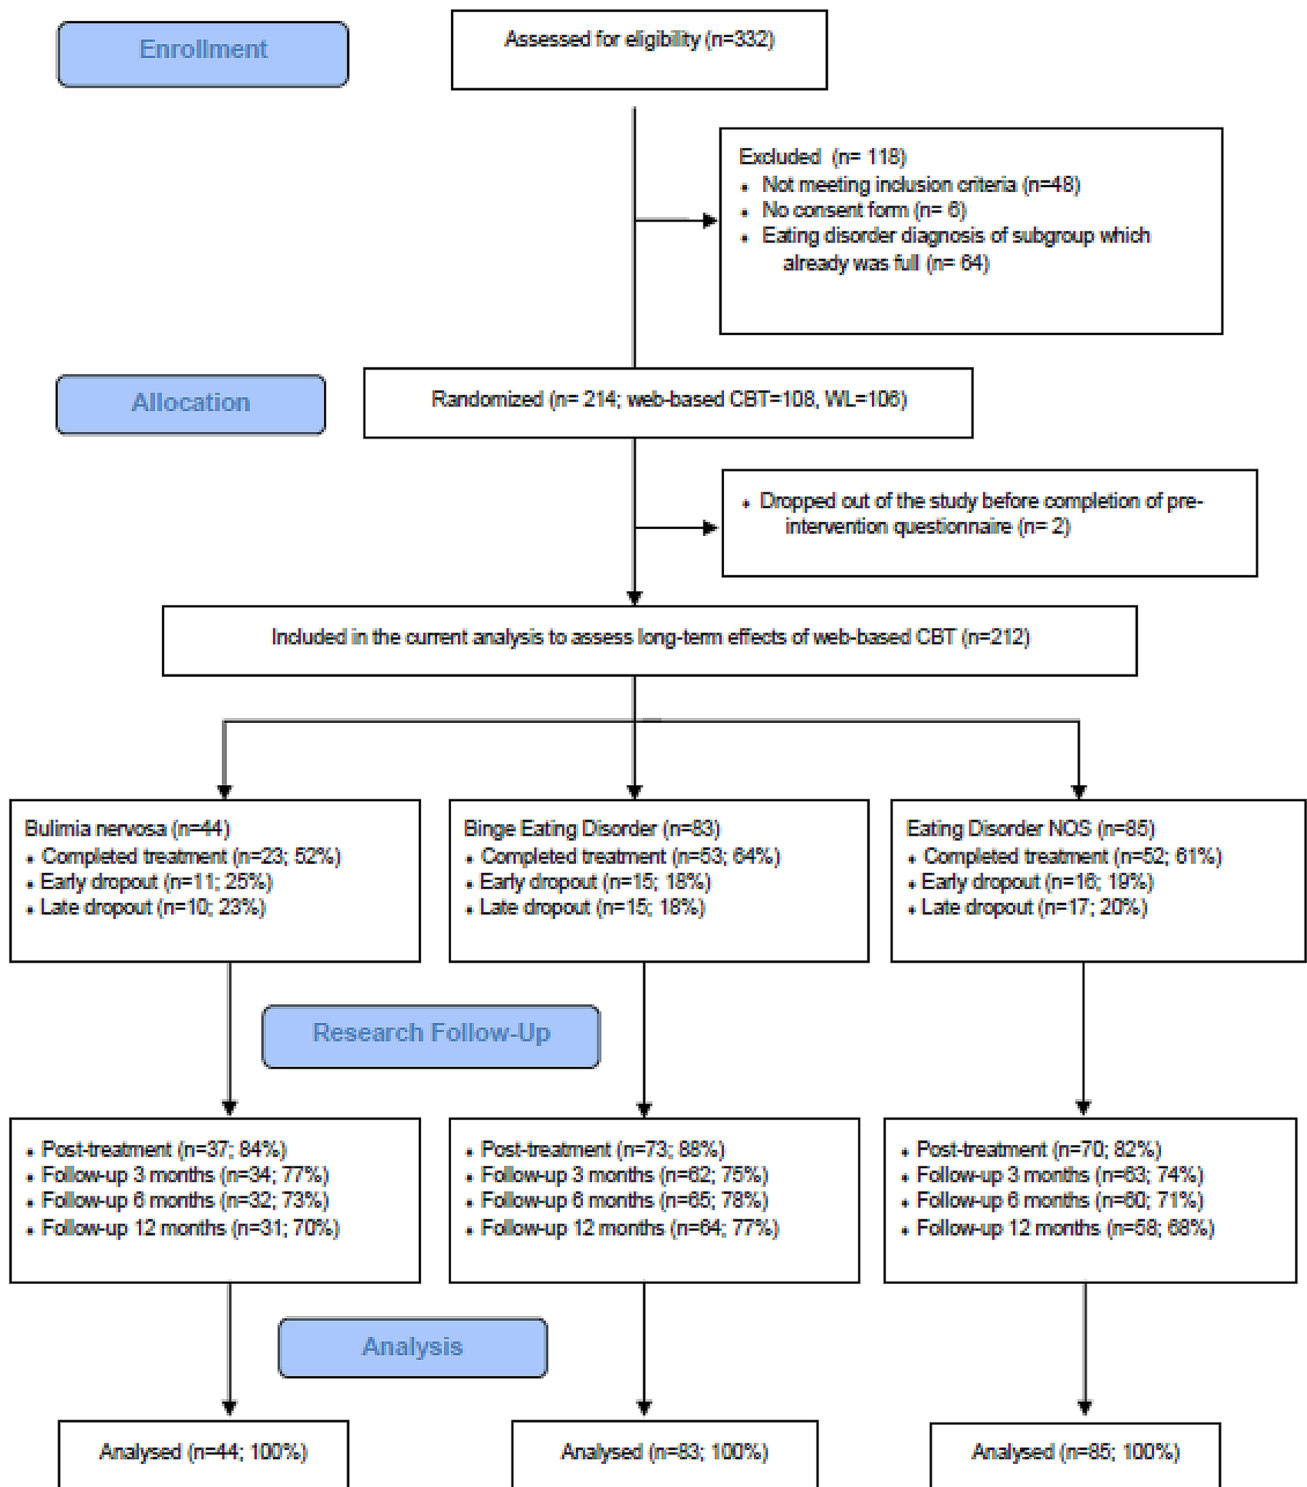 Enrollment
Assessed for eligibility (n=332)
Excluded (n= 118)
• Not meeting inclusion criteria (n=48)
• No consent form (n= 6)
• Eating disorder diagnosis of subgroup which
already was full (n= 64)
Allocation
Randomized (n= 214; web-based CBT=108, WL=106)
• Dropped out of the study before completion of pre-
intervention questionnaire (n= 2)
Included in the current analysis to assess long-term effects of web-based CBT (n=212)
Bulimia nervosa (n=44)
• Completed treatment (n=23; 52%)
• Early dropout (n=11; 25%)
• Late dropout (n=10; 23%)
Binge Eating Disorder (n=83)
• Completed treatment (n=53; 64%)
• Early dropout (n=15; 18%)
• Late dropout (n=15; 18%)
Eating Disorder NOS (n=85)
• Completed treatment (n=52; 61%)
• Early dropout (n=16; 19%)
• Late dropout (n=17; 20%)
Research Follow-Up
• Post-treatment (n=37; 84%)
• Follow-up 3 months (n=34; 77%)
• Follow-up 6 months (n=32; 73%)
• Follow-up 12 months (n=31; 70%)
• Post-treatment (n=73; 88%)
• Follow-up 3 months (n=62; 75%)
• Follow-up 6 months (n=65; 78%)
• Follow-up 12 months (n=64; 77%)
• Post-treatment (n=70; 82%)
• Follow-up 3 months (n=63; 74%)
• Follow-up 6 months (n=60; 71%)
• Follow-up 12 months (n=58; 68%)
Analysis
Analysed (n=44; 100%)
Analysed (n=83; 100%)
Analysed (n=85; 100%)